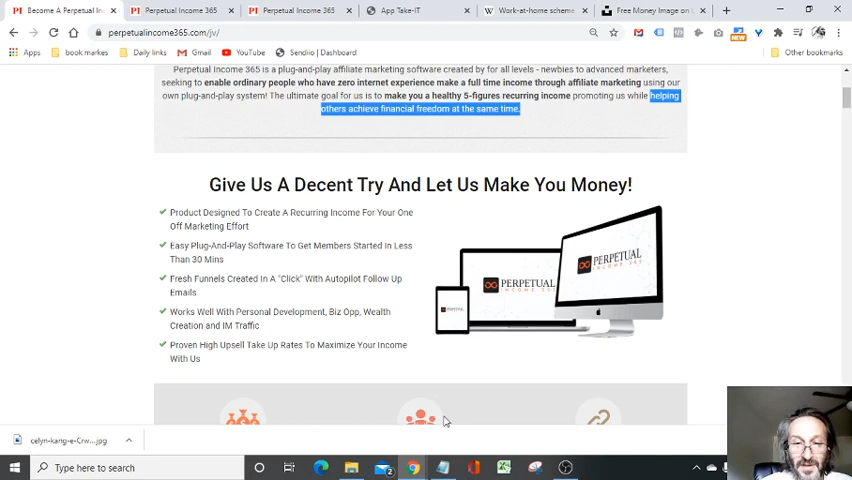 Become A Perpetual In
Perpetual Income 365
Perpetual Income 365
App Take-IT
Work-at-home scheme
Free Money Image on
perpetualincome365.com/jv/
Apps
book markes
Daily links
Gmail
YouTube
Sendiio | Dashboard
Other bookmarks
Perpetual Income 365 is a plug-and-play affiliate marketing software created by for all levels - newbies to advanced marketers,
seeking to enable ordinary people who have zero internet experience make a full time income through affiliate marketing using our
own plug-and-play system! The ultimate goal for us is to make you a healthy 5-figures recurring income promoting us while helping
others achieve financial freedom at the same time.
Give Us A Decent Try And Let Us Make You Money!
Product Designed To Create A Recurring Income For Your One
Off Marketing Effort
Easy Plug-And-Play Software To Get Members Started In Less
Than 30 Mins
Fresh Funnels Created In A "Click" With Autopilot Follow Up
Emails
Works Well With Personal Development, Biz Opp, Wealth
Creation and IM Traffic
Proven High Upsell Take Up Rates To Maximize Your Income
With Us
PERPETUAL
INCOME 365
PERPETUAL
INCOME 365
PERPETUAL
celyn-kang-e-Crw....jpg
Type here to search